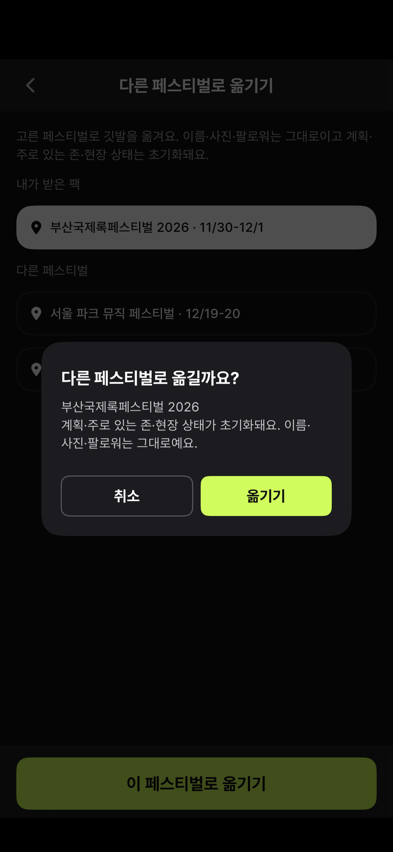 다른 페스티벌로 옮기기
고른 페스티벌로 깃발을 옮겨요. 이름·사진·팔로워는 그대로이고 계획·
주로 있는 존·현장 상태는 초기화돼요.
내가 받은 팩
부산국제록페스티벌 2026 · 11/30-12/1
다른 페스티벌
서울 파크 뮤직 페스티벌 · 12/19-20
다른 페스티벌로 옮길까요?
부산국제록페스티벌 2026
계획·주로 있는 존·현장 상태가 초기화돼요. 이름·
사진·팔로워는 그대로예요.
취소
옮기기
이 페스티벌로 옮기기